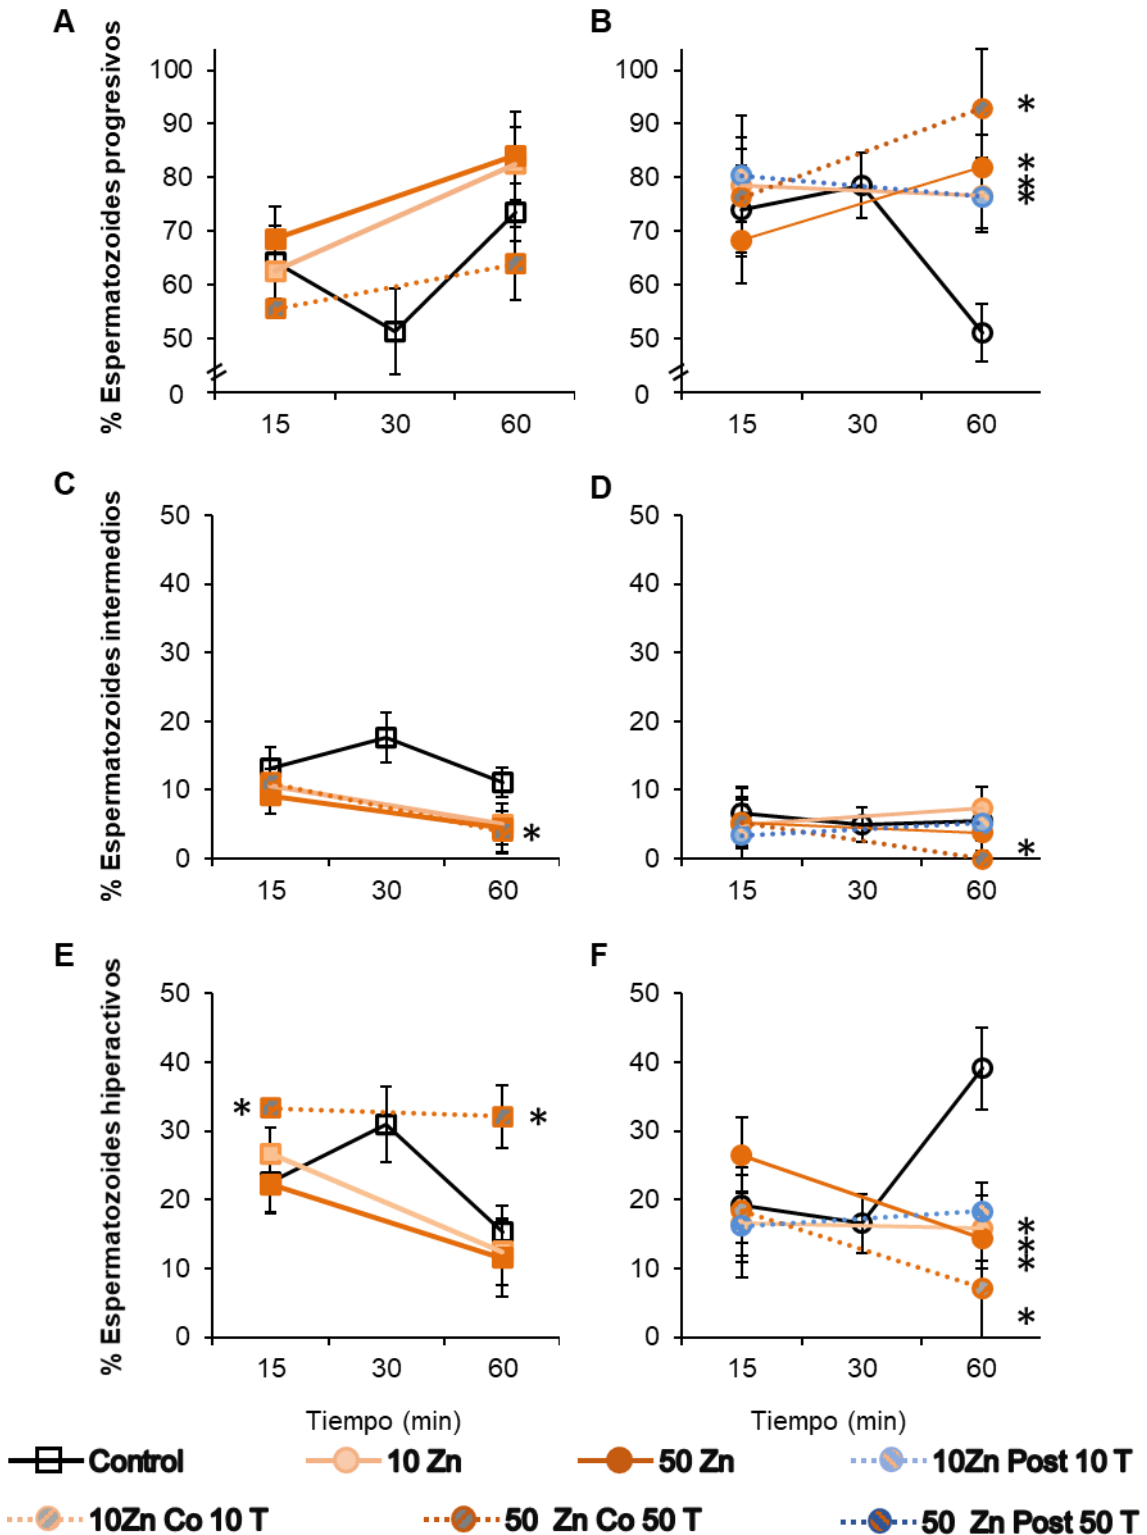 A
B
% Espermatozoides progresivos
100
90
80
70
60
50
0
15 30 60
100
90
80
70
60
50
0
15 30 60
* 
*
*
*
C
D
% Espermatozoides intermedios
50
40
30
20
10
0
15 30 60
*
50
40
30
20
10
0
15 30 60
*
E
F
% Espermatozoides hiperactivos
50
40
30
20
10
0
15 30 60
* *
Tiempo (min)
50
40
30
20
10
0
15 30 60
*
*
*
*
Tiempo (min)
Control 10 Zn 50 Zn 10Zn Post 10 T
10Zn Co 10 T 50 Zn Co 50 T 50 Zn Post 50 T